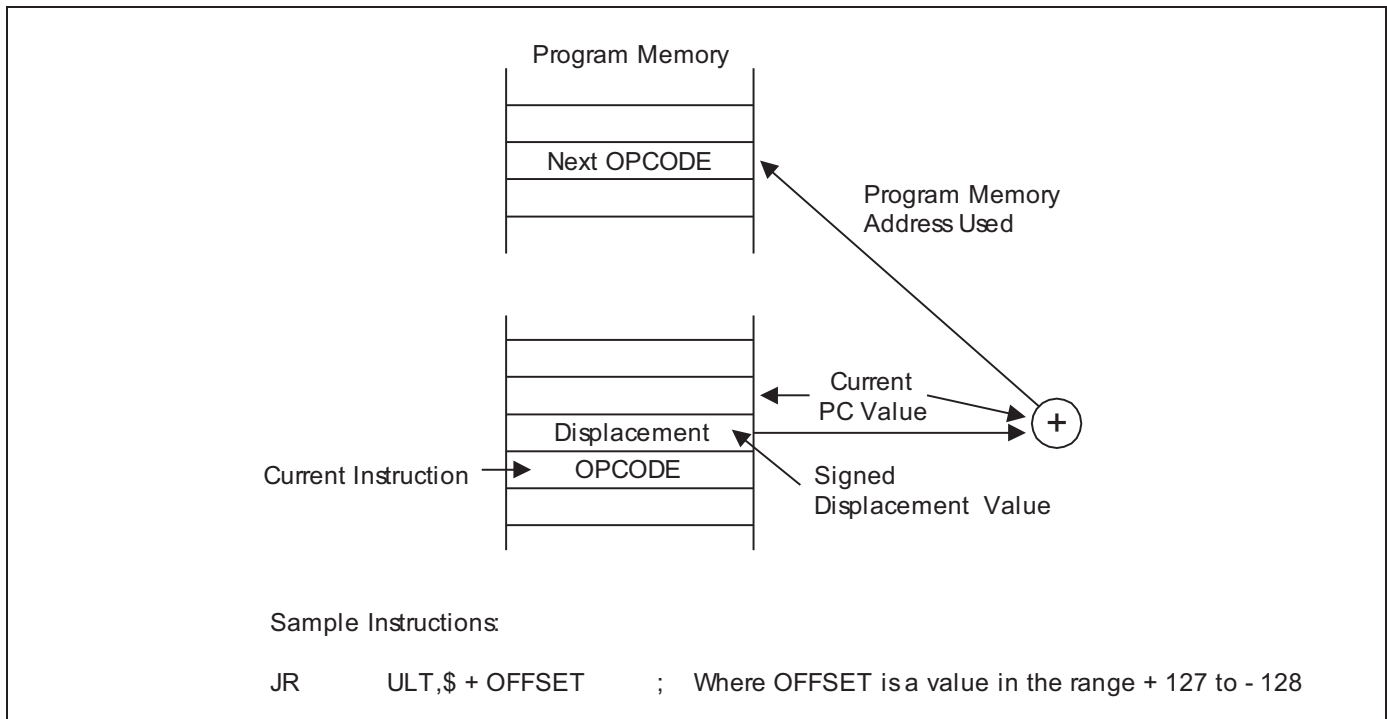 Program Memory
Next OPCODE
Program Memory
Address Used
Current
PC Value
Displacement
Current Instruction
OPCODE
Signed
Displacement Value
+
Sample Instructions:
JR ULT,$ + OFFSET ; Where OFFSET is a value in the range + 127 to - 128